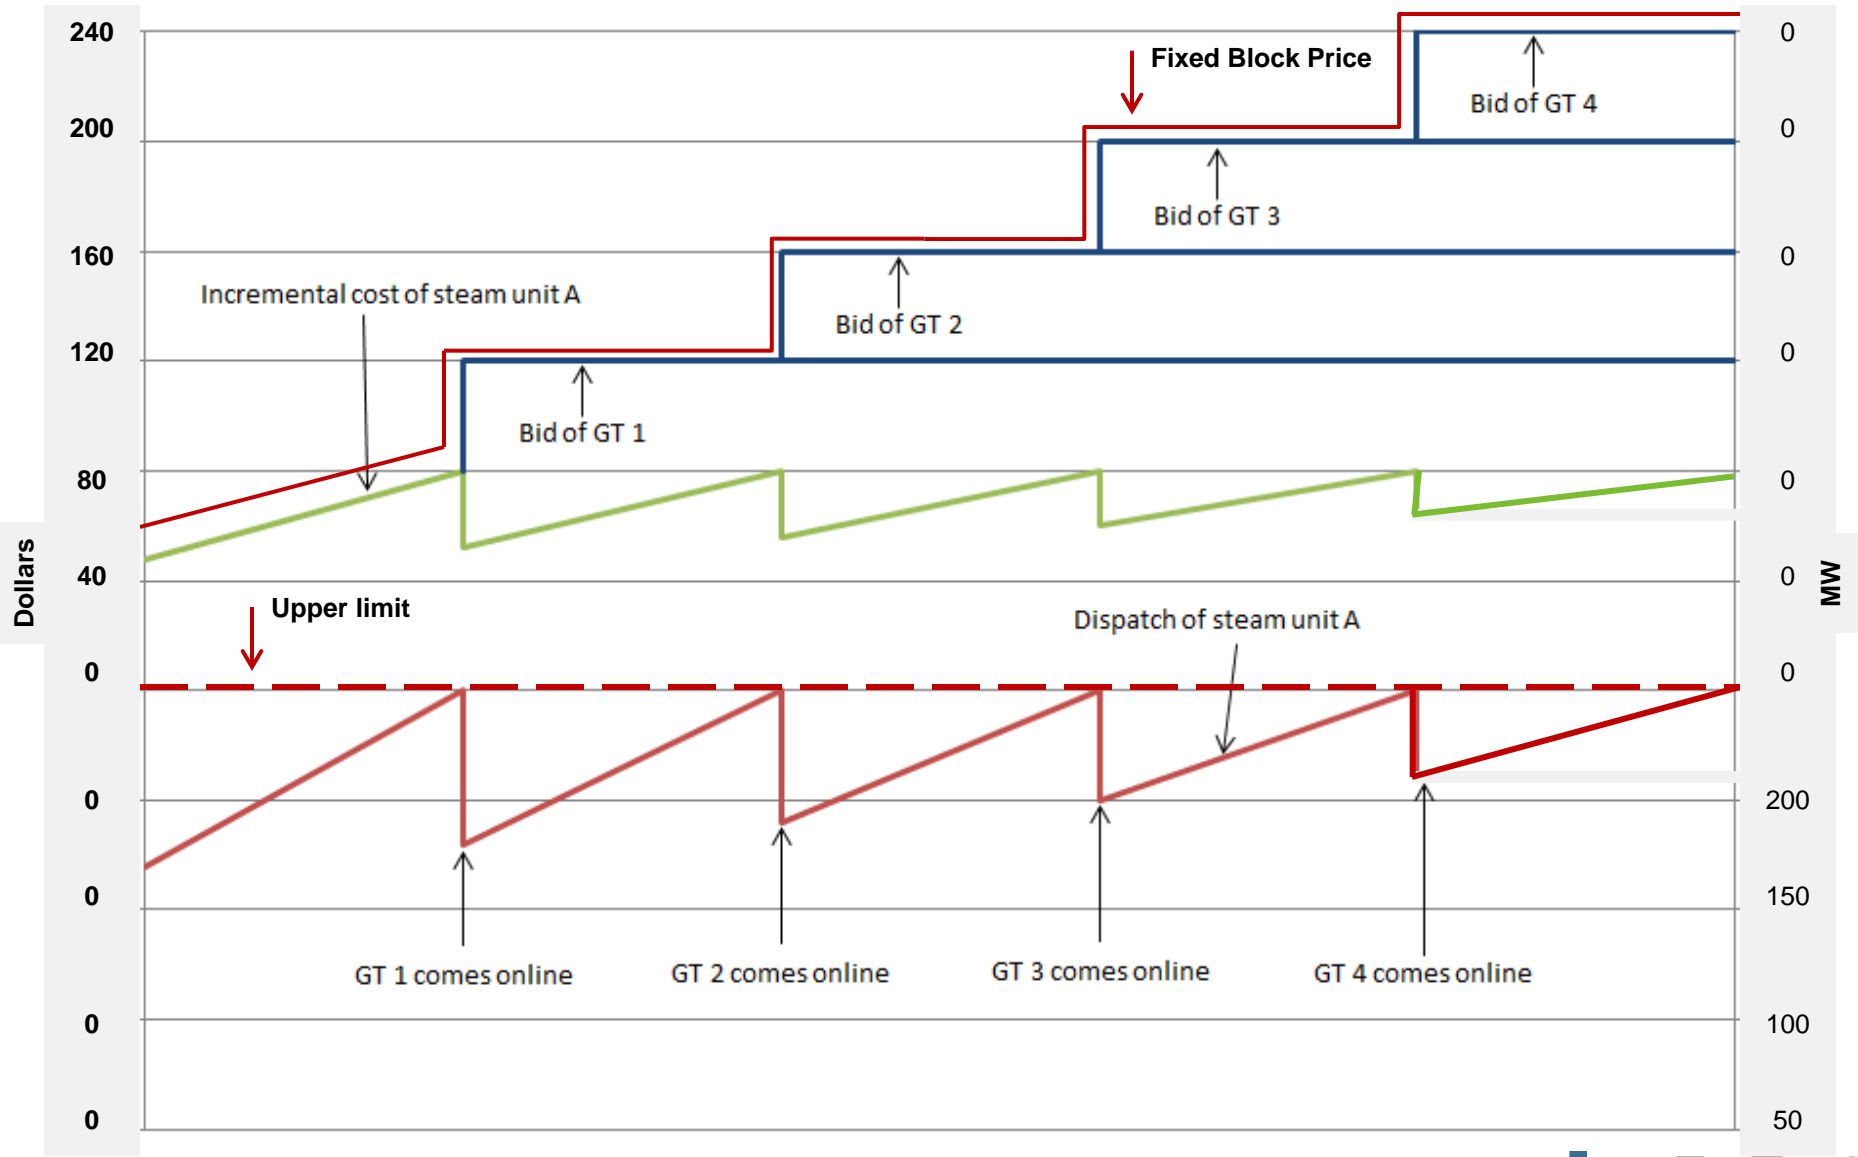 240
0
Fixed Block Price
Bid of GT 4
200
0
Bid of GT 3
160
0
Incremental cost of steam unit A
Bid of GT 2
120
0
Bid of GT 1
80
0
Dollars
40
0
MW
Upper limit
Dispatch of steam unit A
0
0
0
200
0
150
GT 1 comes online
GT 2 comes online
GT 3 comes online
GT 4 comes online
0
100
0
50